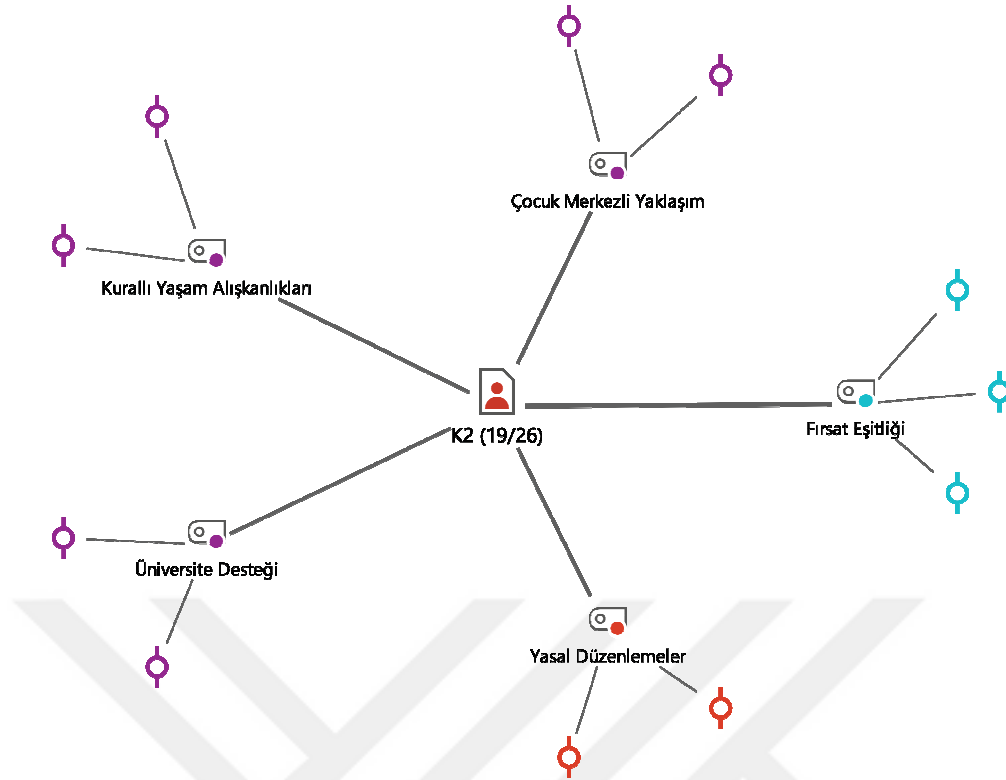 Çocuk Merkezli Yaklaşım
Kurallı Yaşam Alışkanlıkları
K2 (19/26)
Fırsat Eşitliği
Üniversite Desteği
Yasal Düzenlemeler